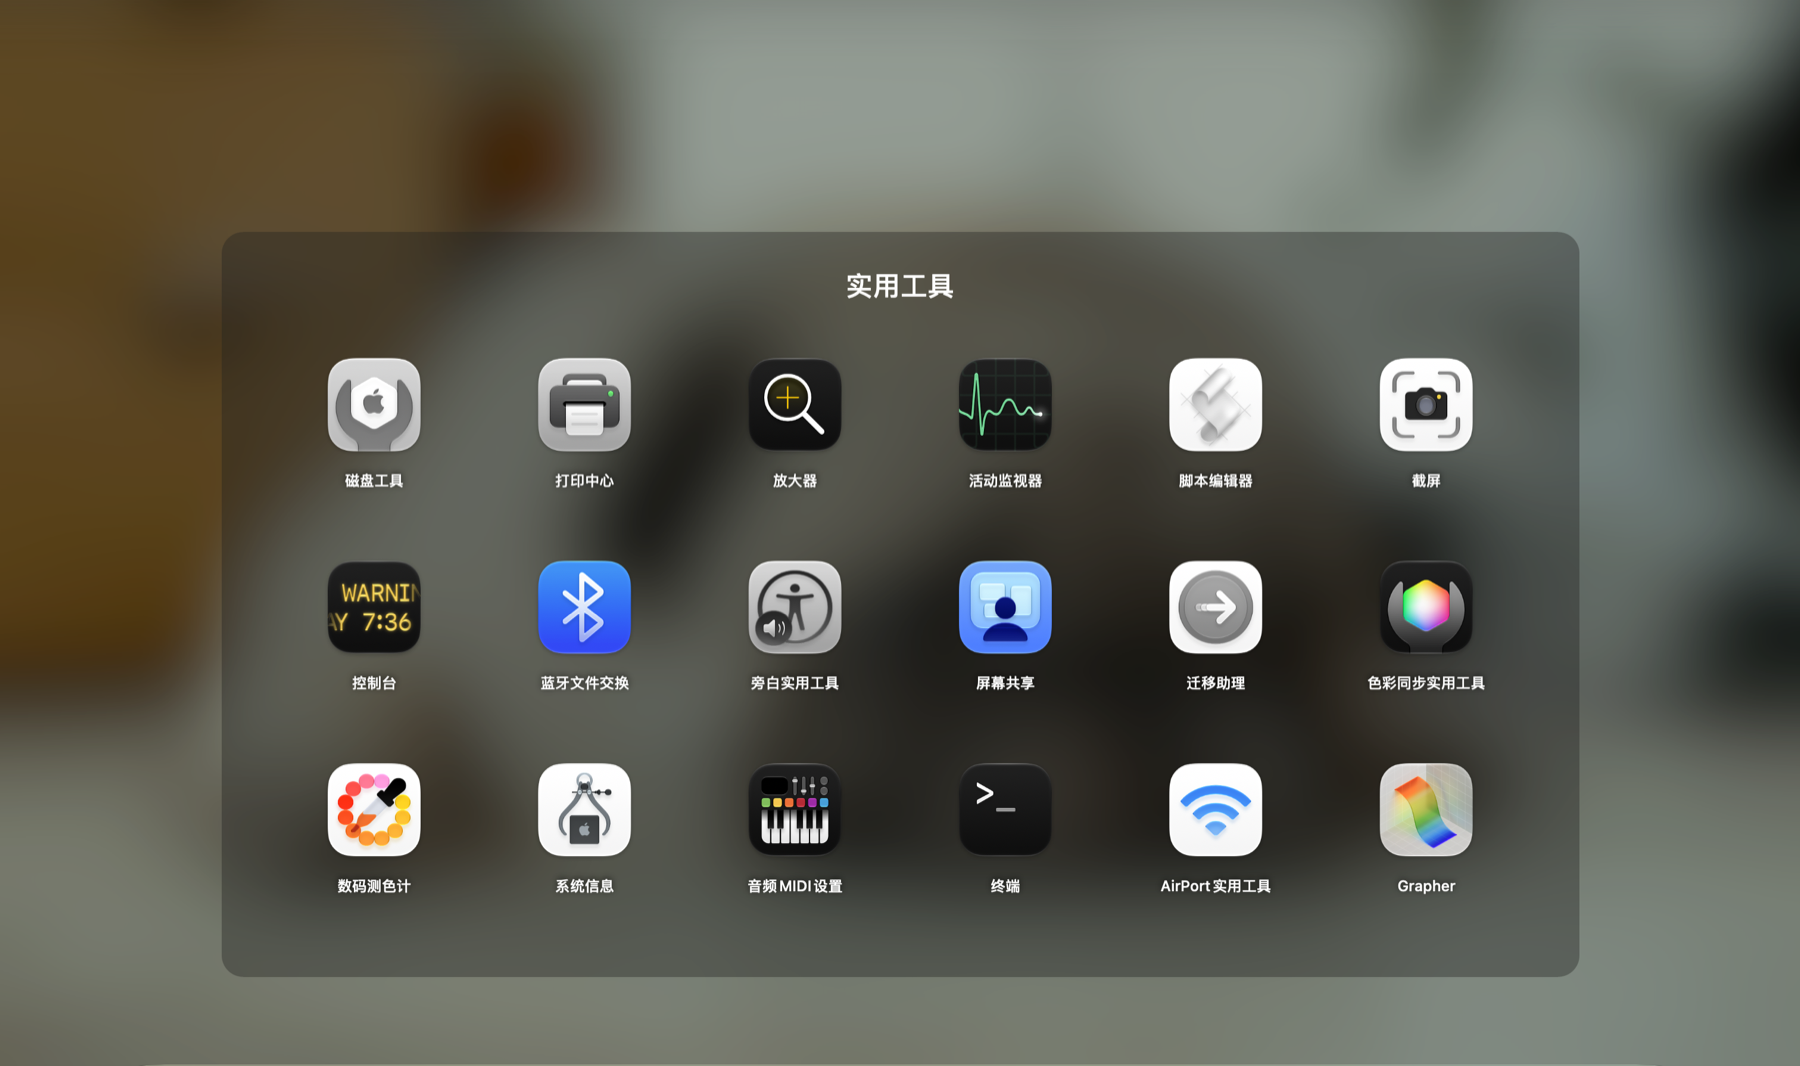 实用工具
磁盘工具
打印中心
放大器
活动监视器
脚本编辑器
截屏
WARNIN
AY 7:36
控制台
蓝牙文件交换
旁白实用工具
屏幕共享
迁移助理
色彩同步实用工具
>_
数码测色计
系统信息
音频MIDI设置
终端
AirPort实用工具
Grapher